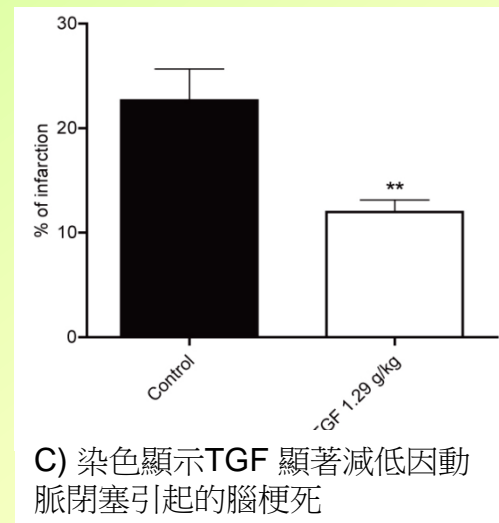 30
20
10
0
% of infarction
**
Control
TGF 1.29 g/kg
C) 染色顯示TGF 顯著減低因動
脈閉塞引起的腦梗死